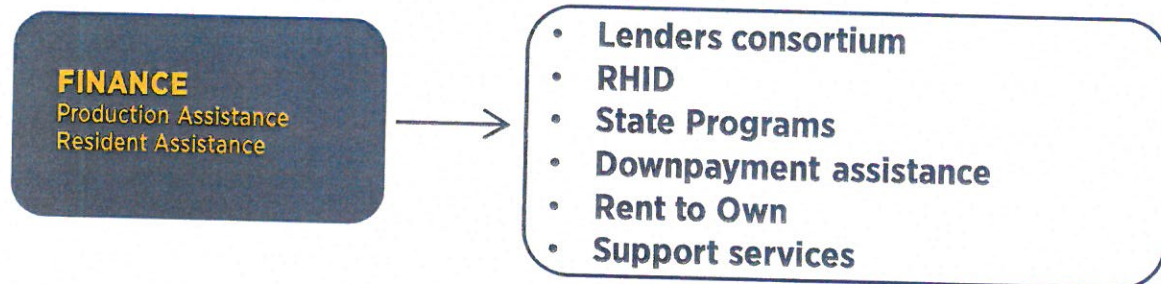 FINANCE
Production Assistance
Resident Assistance
• Lenders consortium
• RHID
• State Programs
• Downpayment assistance
• Rent to Own
• Support services